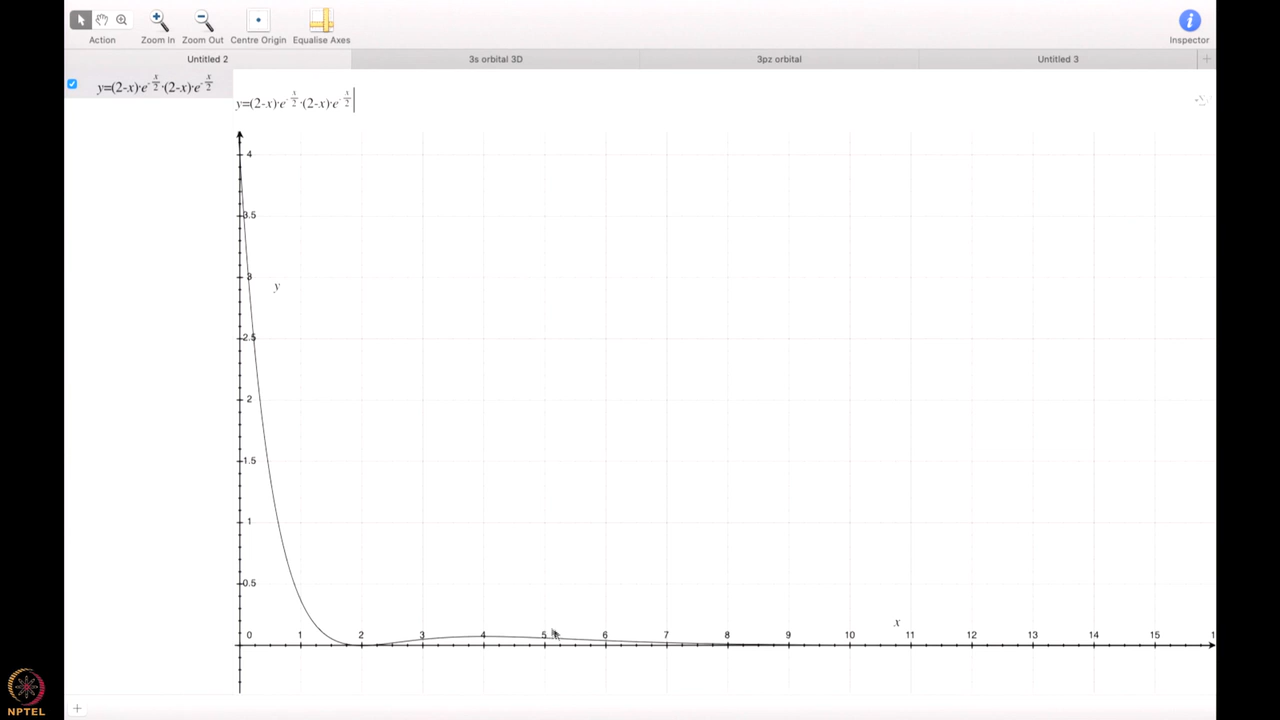 Action Zoom In Zoom Out Centre Origin Equalise Axes Inspector
Untitled 2 3s orbital 3D 3pz orbital Untitled 3 +
y=(2-x)·e^-x/2·(2-x)·e^-x/2
y=(2-x)·e^-x/2·(2-x)·e^-x/2
4
3.5
3
y
2.5
2
1.5
1
0.5
x
0 1 2 3 4 5 6 7 8 9 10 11 12 13 14 15 1
NPTEL
+